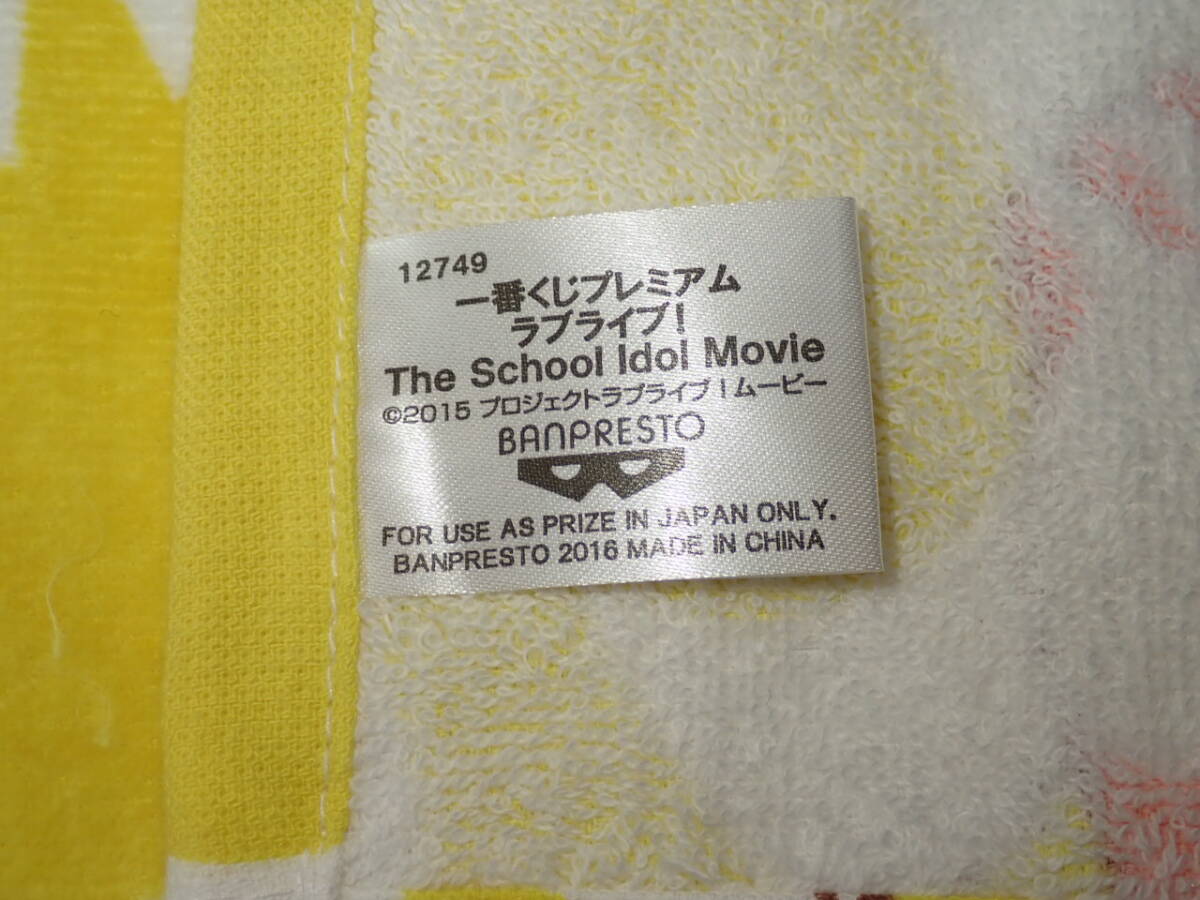 12749
一番くじプレミアム
ラブライブ!
The School Idol Movie
©2015 プロジェクトラブライブ!ムービー
BANPRESTO
FOR USE AS PRIZE IN JAPAN ONLY.
BANPRESTO 2016 MADE IN CHINA